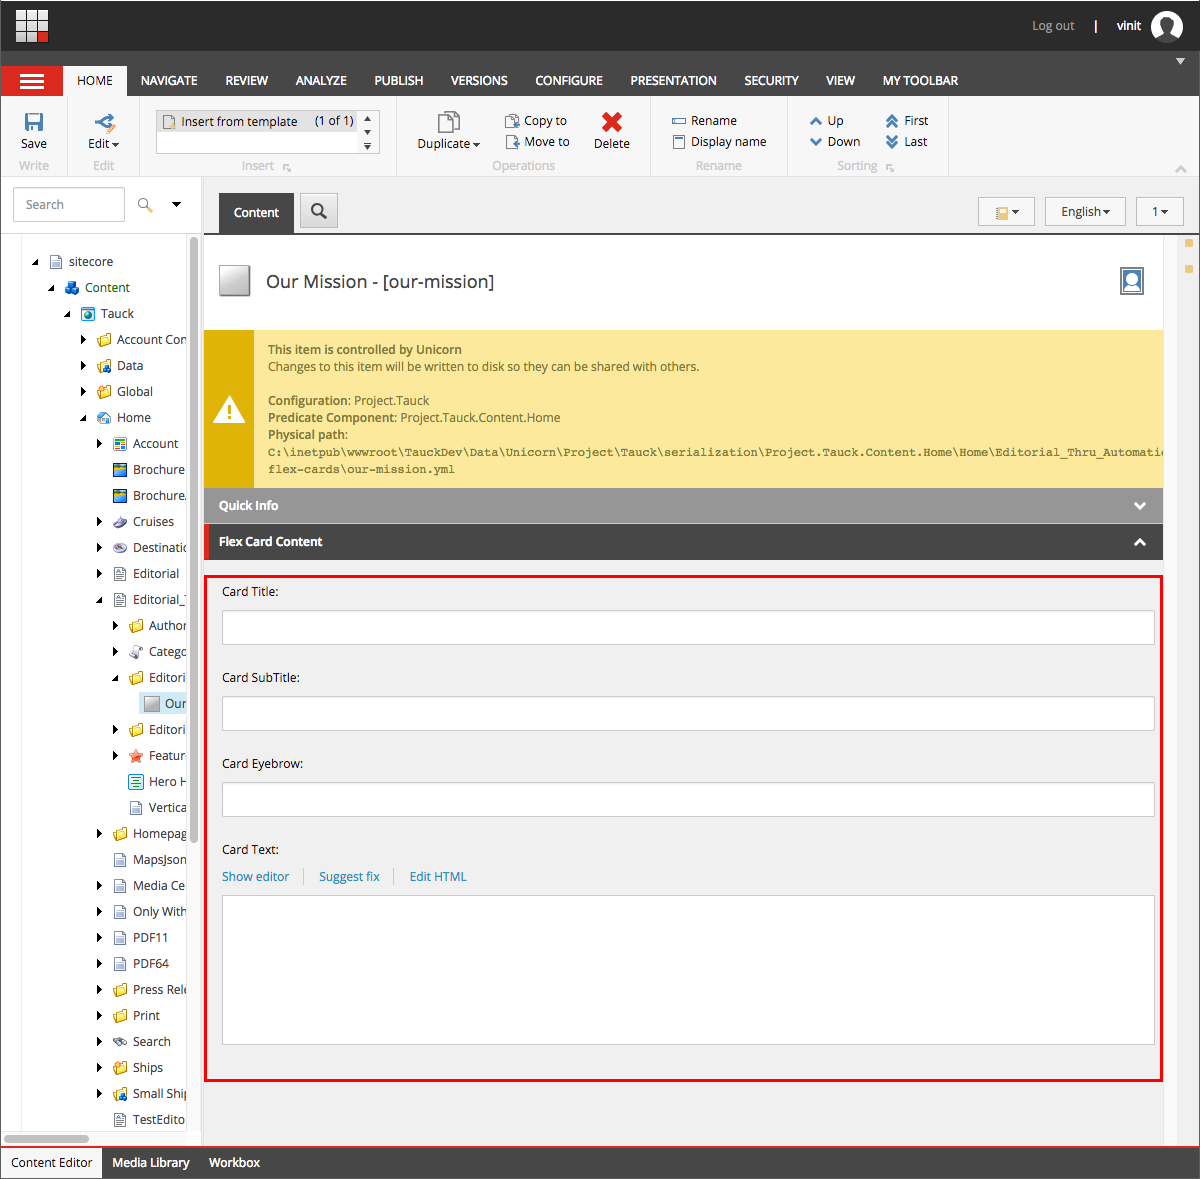 Log out | vinit
HOME NAVIGATE REVIEW ANALYZE PUBLISH VERSIONS CONFIGURE PRESENTATION SECURITY VIEW MY TOOLBAR
Save
Write
Edit
Edit
Insert from template (1 of 1)
Insert
Duplicate
Copy to
Move to
Delete
Operations
Rename
Display name
Rename
Up
Down
First
Last
Sorting
Search
sitecore
Content
Tauck
Account Con
Data
Global
Home
Account
Brochure
Brochure
Cruises
Destinatio
Editorial
Editorial_
Author
Catego
Editori
Our
Editori
Featur
Hero H
Vertica
Homepag
MapsJson
Media Ce
Only With
PDF11
PDF64
Press Rele
Print
Search
Ships
Small Ship
TestEdito
Content
English
1
Our Mission - [our-mission]
This item is controlled by Unicorn
Changes to this item will be written to disk so they can be shared with others.
Configuration: Project.Tauck
Predicate Component: Project.Tauck.Content.Home
Physical path:
C:\inetpub\wwwroot\TauckDev\Data\Unicorn\Project\Tauck\serialization\Project.Tauck.Content.Home\Home\Editorial_Thru_Automatic
flex-cards\our-mission.yml
Quick Info
Flex Card Content
Card Title:
Card SubTitle:
Card Eyebrow:
Card Text:
Show editor Suggest fix Edit HTML
Content Editor Media Library Workbox